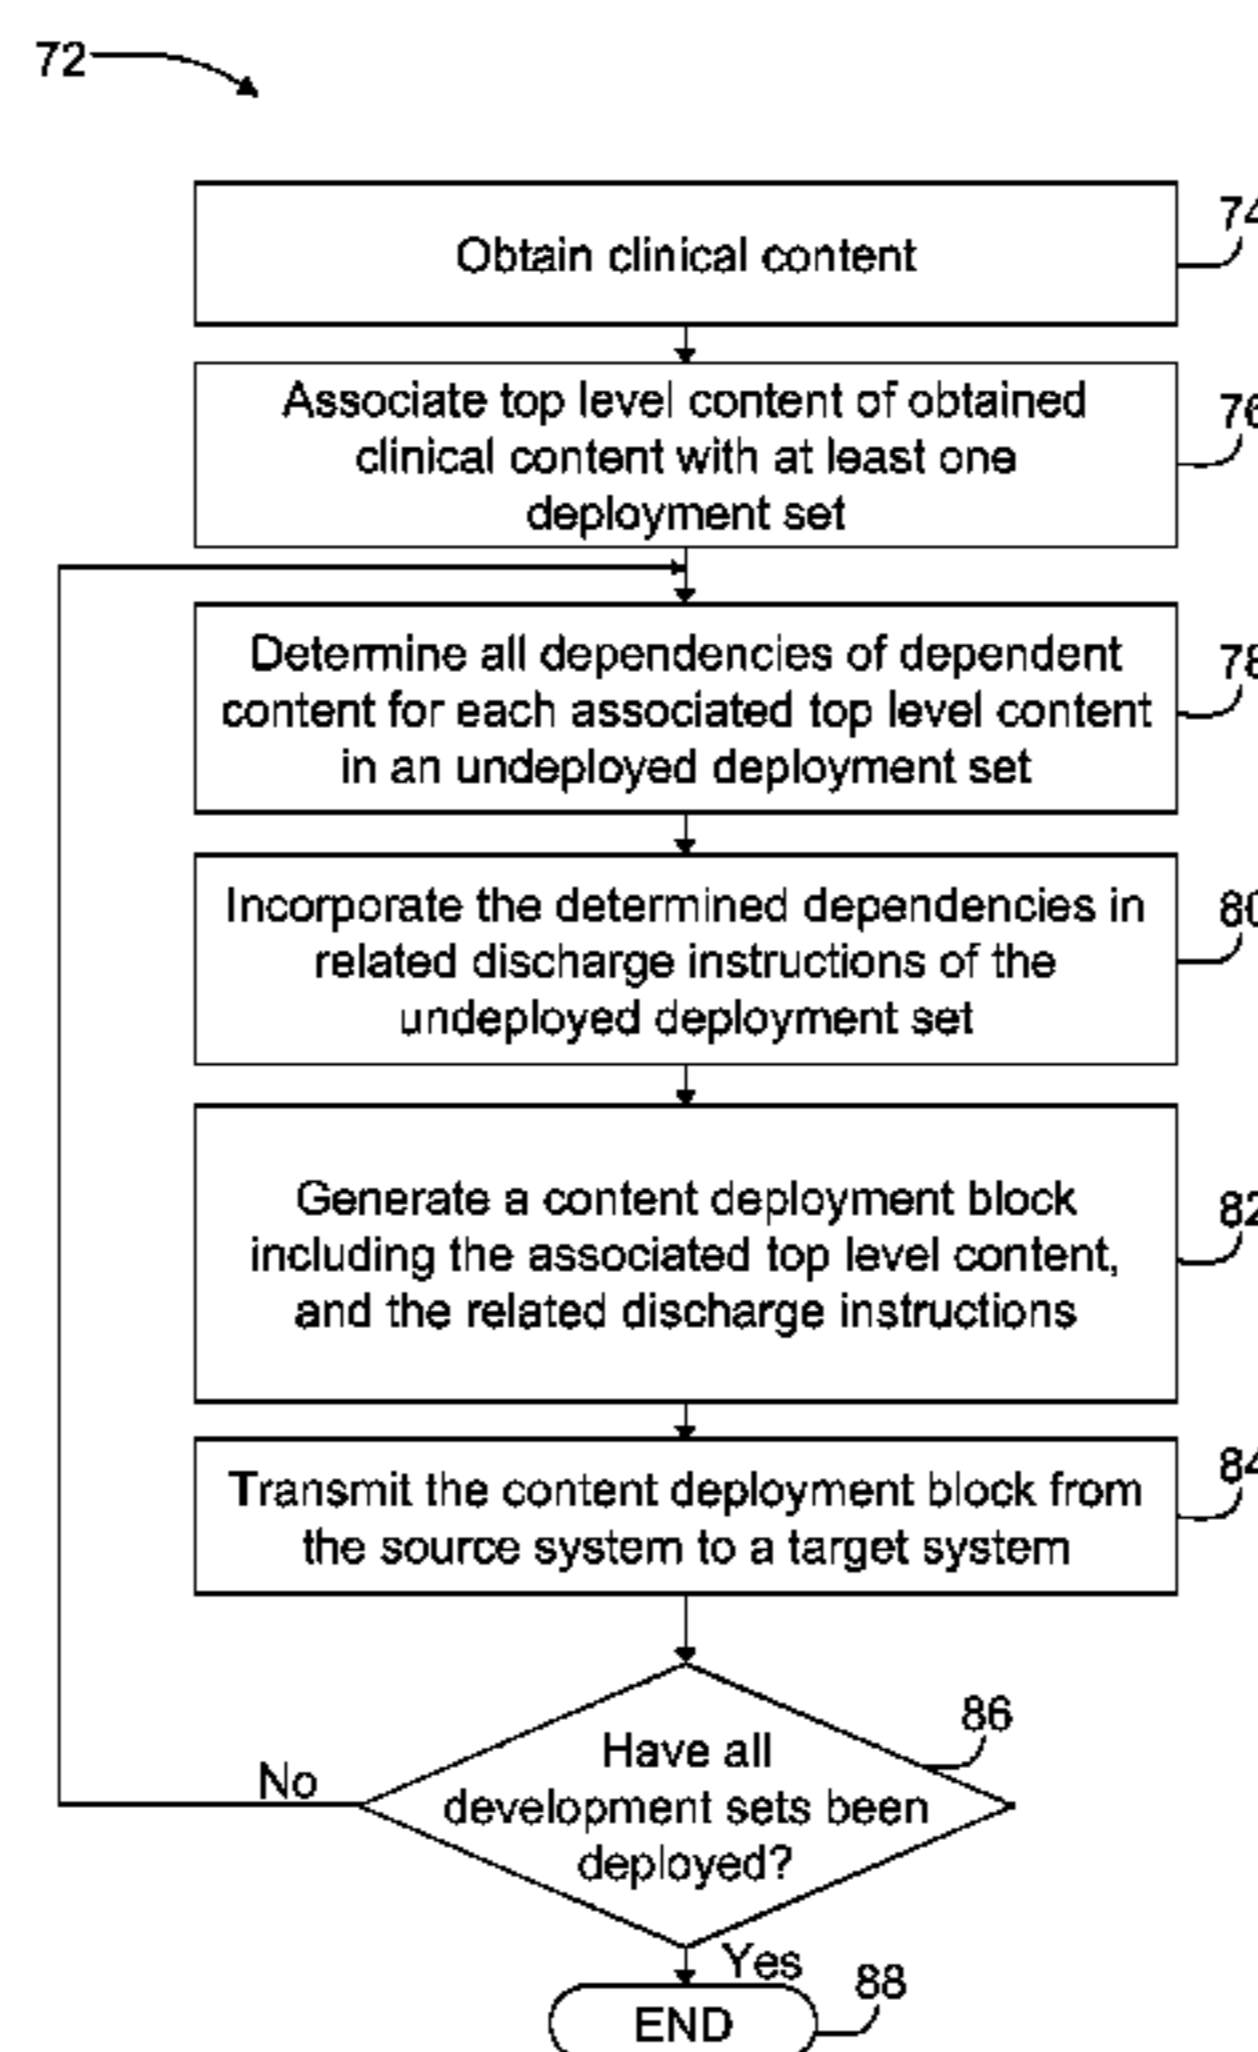 72
Obtain clinical content
74
Associate top level content of obtained
clinical content with at least one
deployment set
76
Determine all dependencies of dependent
content for each associated top level content
in an undeployed deployment set
78
Incorporate the determined dependencies in
related discharge instructions of the
undeployed deployment set
80
Generate a content deployment block
including the associated top level content,
and the related discharge instructions
82
Transmit the content deployment block from
the source system to a target system
84
Have all
development sets been
deployed?
86
No
Yes
END
88